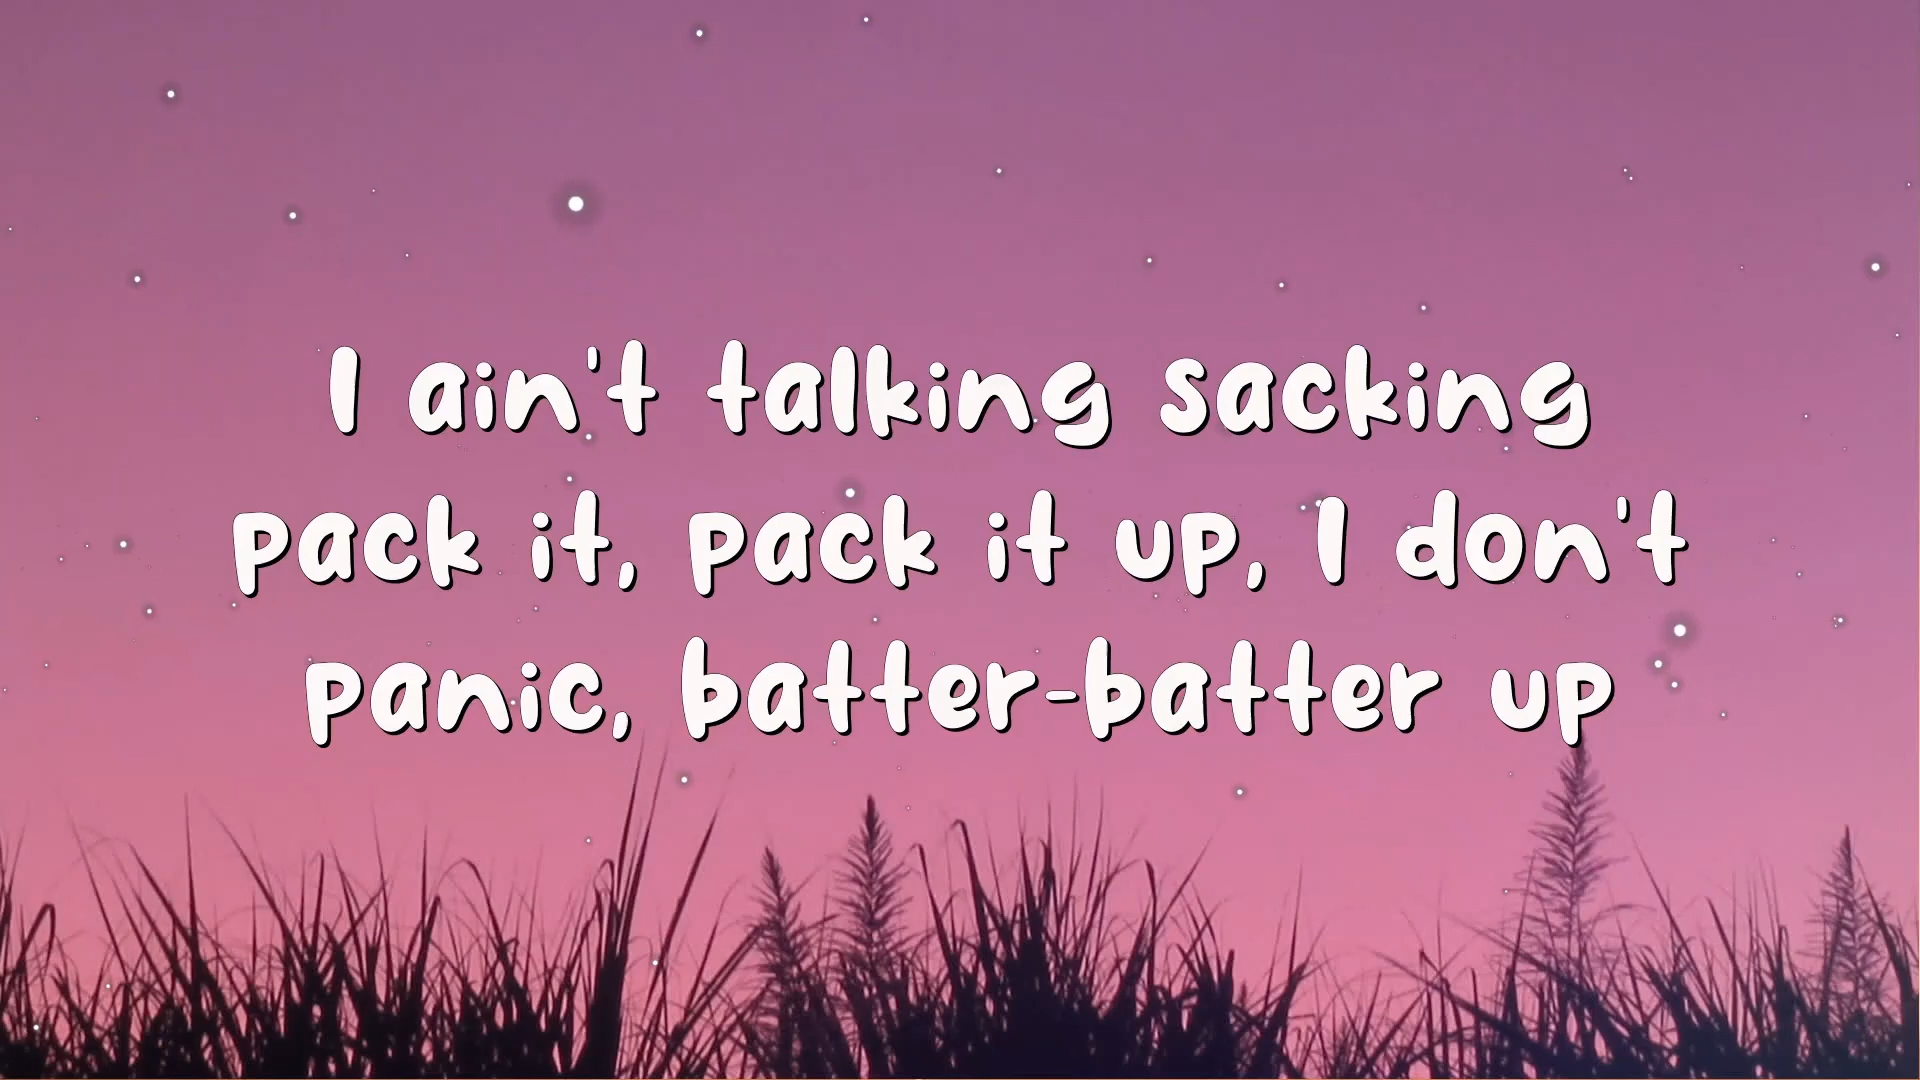 I ain't talking sacking
pack it, pack it up, I don't
panic, batter-batter up